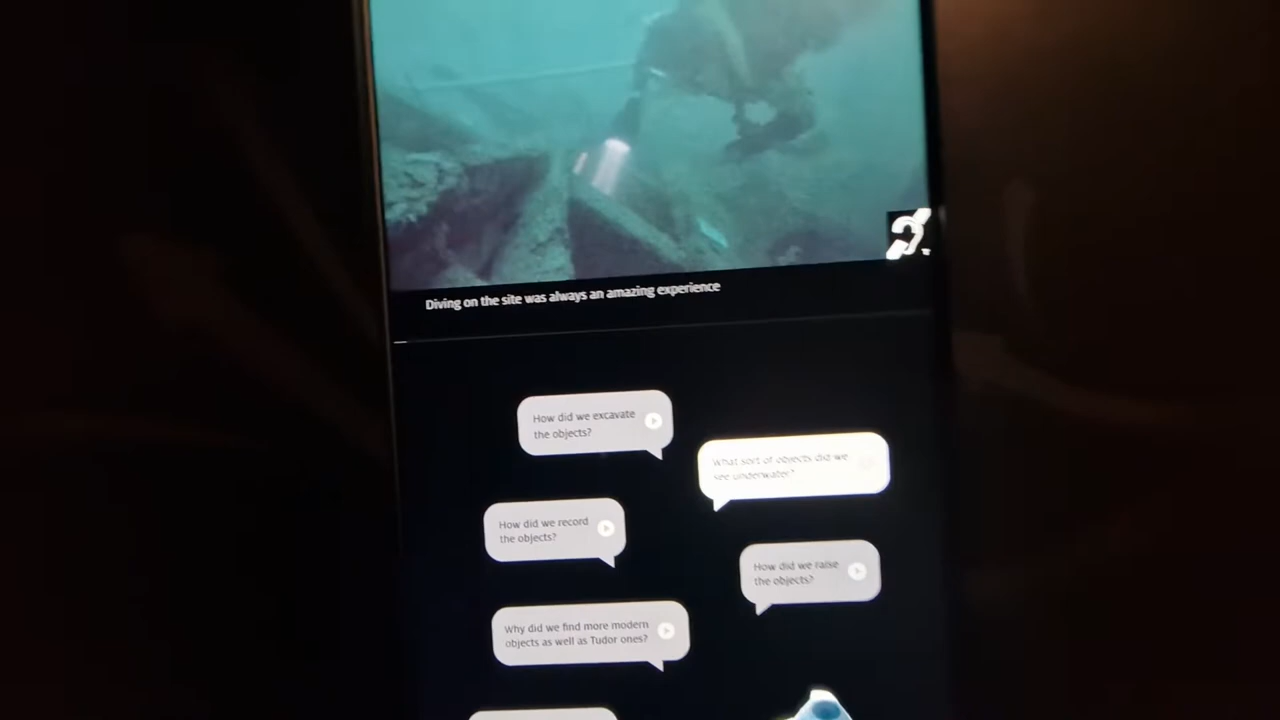 Diving on the site was always an amazing experience
How did we excavate
the objects?
What sort of objects did we
see underwater?
How did we record
the objects?
How did we raise
the objects?
Why did we find more modern
objects as well as Tudor ones?